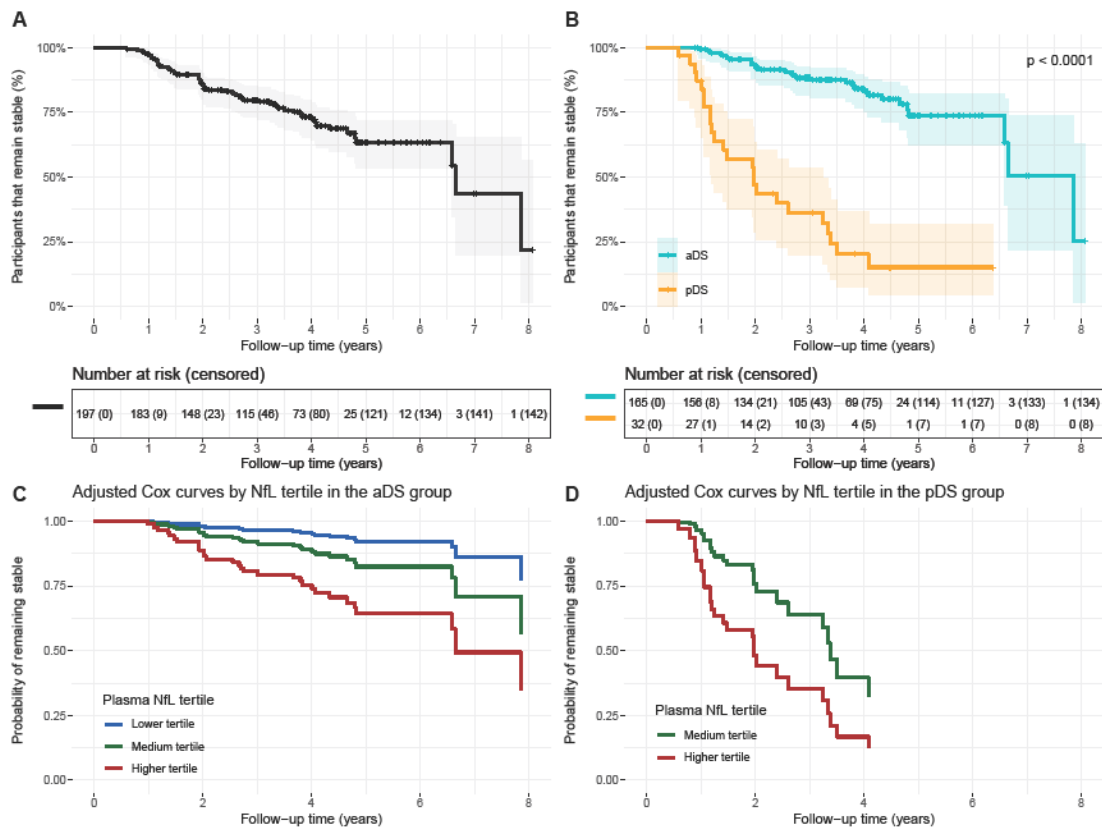 A
100%
75%
50%
25%
0%
Participants that remain stable (%)
0 1 2 3 4 5 6 7 8
Follow-up time (years)
Number at risk (censored)
197 (0) 183 (9) 148 (23) 115 (46) 73 (80) 25 (121) 12 (134) 3 (141) 1 (142)
0 1 2 3 4 5 6 7 8
Follow-up time (years)
B
p < 0.0001
100%
75%
50%
25%
0%
Participants that remain stable (%)
aDS
pDS
0 1 2 3 4 5 6 7 8
Follow-up time (years)
Number at risk (censored)
165 (0) 156 (8) 134 (21) 105 (43) 69 (75) 24 (114) 11 (127) 3 (133) 1 (134)
32 (0) 27 (1) 14 (2) 10 (3) 4 (5) 1 (7) 1 (7) 0 (8) 0 (8)
0 1 2 3 4 5 6 7 8
Follow-up time (years)
C
Adjusted Cox curves by NfL tertile in the aDS group
1.00
0.75
0.50
0.25
0.00
Probability of remaining stable
Plasma NfL tertile
Lower tertile
Medium tertile
Higher tertile
0 2 4 6 8
Follow-up time (years)
D
Adjusted Cox curves by NfL tertile in the pDS group
1.00
0.75
0.50
0.25
0.00
Probability of remaining stable
Plasma NfL tertile
Medium tertile
Higher tertile
0 2 4 6 8
Follow-up time (years)